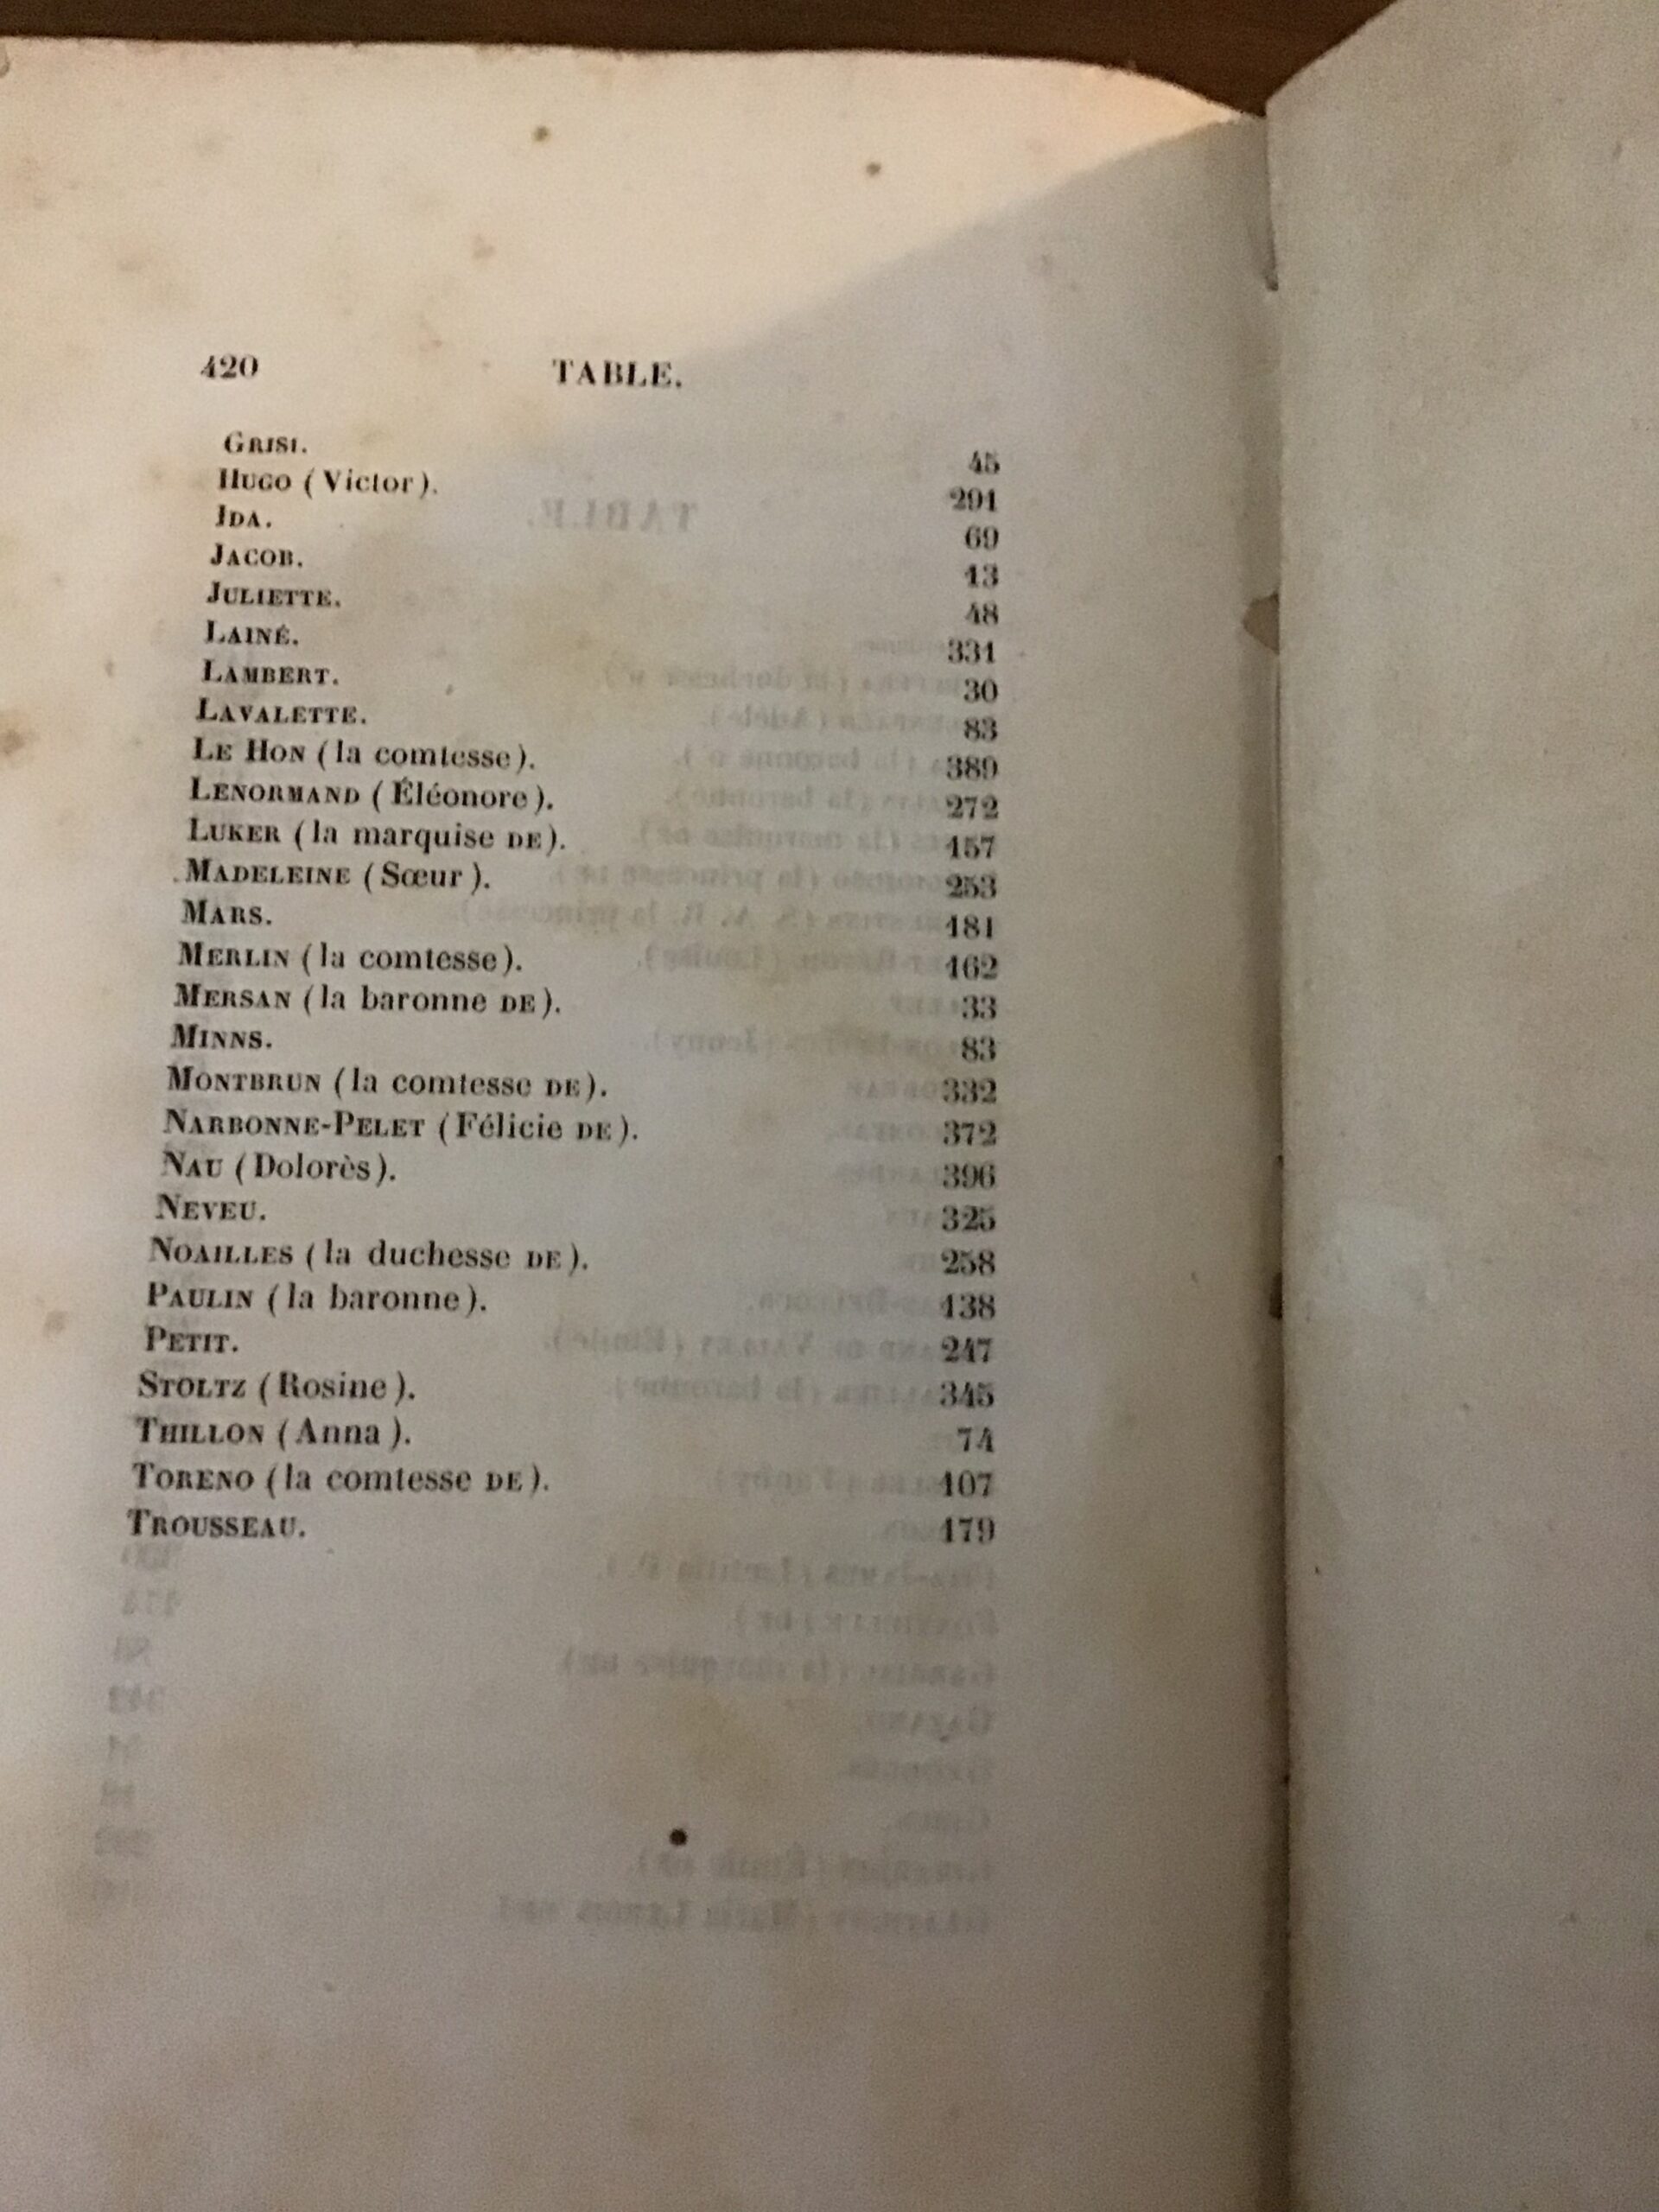 420 TABLE.
GRISI. 45
HUGO (Victor). 291
IDA. 69
JACOB. 13
JULIETTE. 48
LAINÉ. 331
LAMBERT. 30
LAVALETTE. 83
LE HON (la comtesse). 389
LENORMAND (Éléonore). 272
LUKER (la marquise DE). 157
MADELEINE (Sœur). 253
MARS. 181
MERLIN (la comtesse). 162
MERSAN (la baronne DE). 33
MINNS. 83
MONTBRUN (la comtesse DE). 332
NARBONNE-PELET (Félicie DE). 372
NAU (Dolorès). 396
NEVEU. 325
NOAILLES (la duchesse DE). 258
PAULIN (la baronne). 138
PETIT. 247
STOLTZ (Rosine). 345
THILLON (Anna). 74
TORENO (la comtesse DE). 107
TROUSSEAU. 179